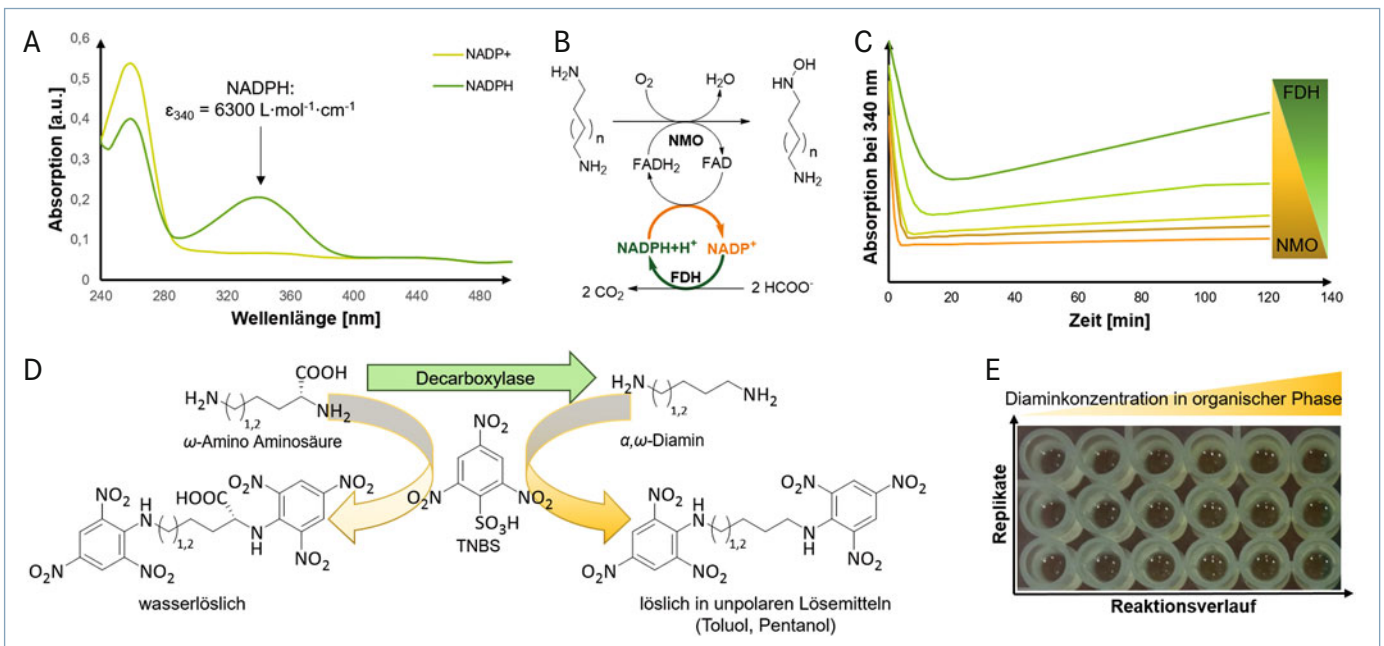 A
Absorption [a.u.]
0,6
0,5
0,4
0,3
0,2
0,1
0
240
280
320
360
400
440
480
Wellenlänge [nm]
NADPH:
ε₃₄₀ = 6300 L·mol⁻¹·cm⁻¹
NADP+
NADPH
B
H₂N
n
NH₂
O₂
H₂O
NMO
FADH₂
FAD
NADPH+H⁺
NADP⁺
FDH
2 CO₂
2 HCOO⁻
OH
HN
n
NH₂
C
Absorption bei 340 nm
FDH
NMO
0
20
40
60
80
100
120
140
Zeit [min]
D
COOH
H₂N
1,2
NH₂
ω-Amino Aminosäure
Decarboxylase
H₂N
1,2
NH₂
α,ω-Diamin
NO₂
O₂N
NO₂
SO₃H
TNBS
NO₂
H
N
HOOC
NO₂
NO₂
1,2
N
H
O₂N
NO₂
NO₂
wasserlöslich
NO₂
H
N
NO₂
NO₂
1,2
N
H
O₂N
NO₂
NO₂
löslich in unpolaren Lösemitteln
(Toluol, Pentanol)
E
Diaminkonzentration in organischer Phase
Replikate
Reaktionsverlauf